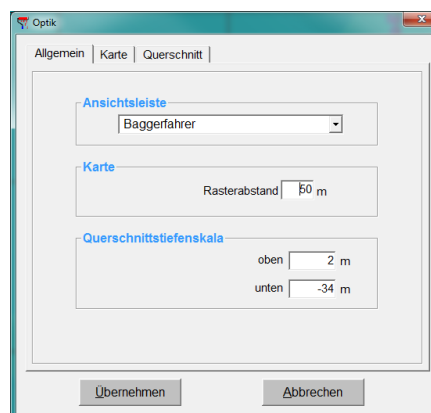 Optik
Allgemein Karte Querschnitt
Ansichtsleiste
Baggerfahrer
Karte
Rasterabstand 50 m
Querschnittstiefenskala
oben 2 m
unten -34 m
Übernehmen Abbrechen